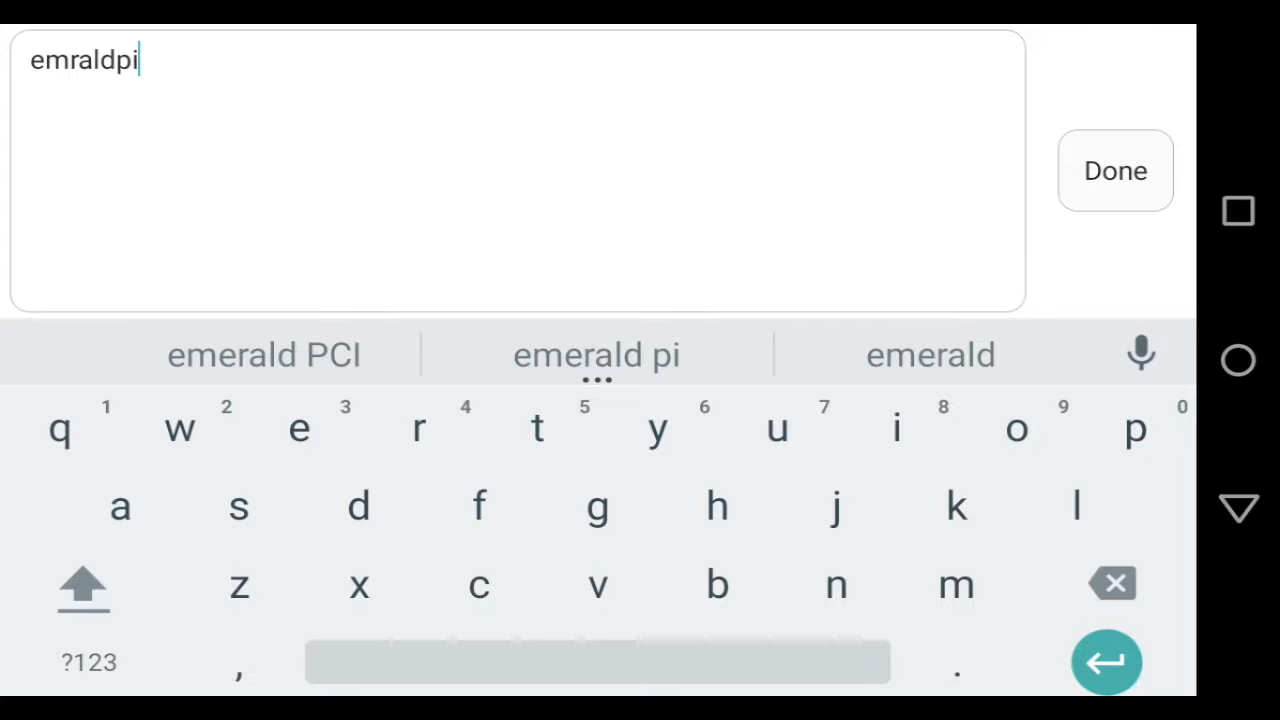 emraldpi
Done
emerald PCI emerald pi emerald
...
1 2 3 4 5 6 7 8 9 0
q w e r t y u i o p
a s d f g h j k l
z x c v b n m
?123 , .